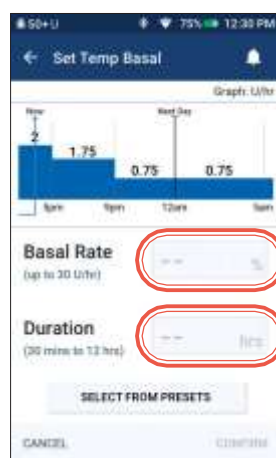 50+U 75% 12:30 PM
Set Temp Basal
Graph: U/hr
Now Next Day
2
1.75
0.75 0.75
5pm 9pm 12am 5am
Basal Rate
-- %
(up to 30 U/hr)
Duration
-- hrs
(30 mins to 12 hrs)
SELECT FROM PRESETS
CANCEL CONFIRM